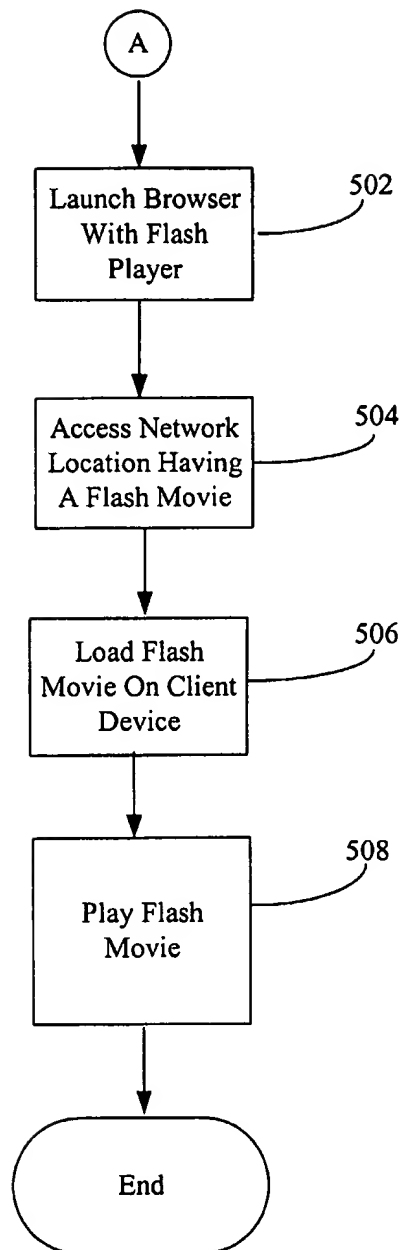 A
Launch Browser
With Flash
Player
502
Access Network
Location Having
A Flash Movie
504
Load Flash
Movie On Client
Device
506
Play Flash
Movie
508
End